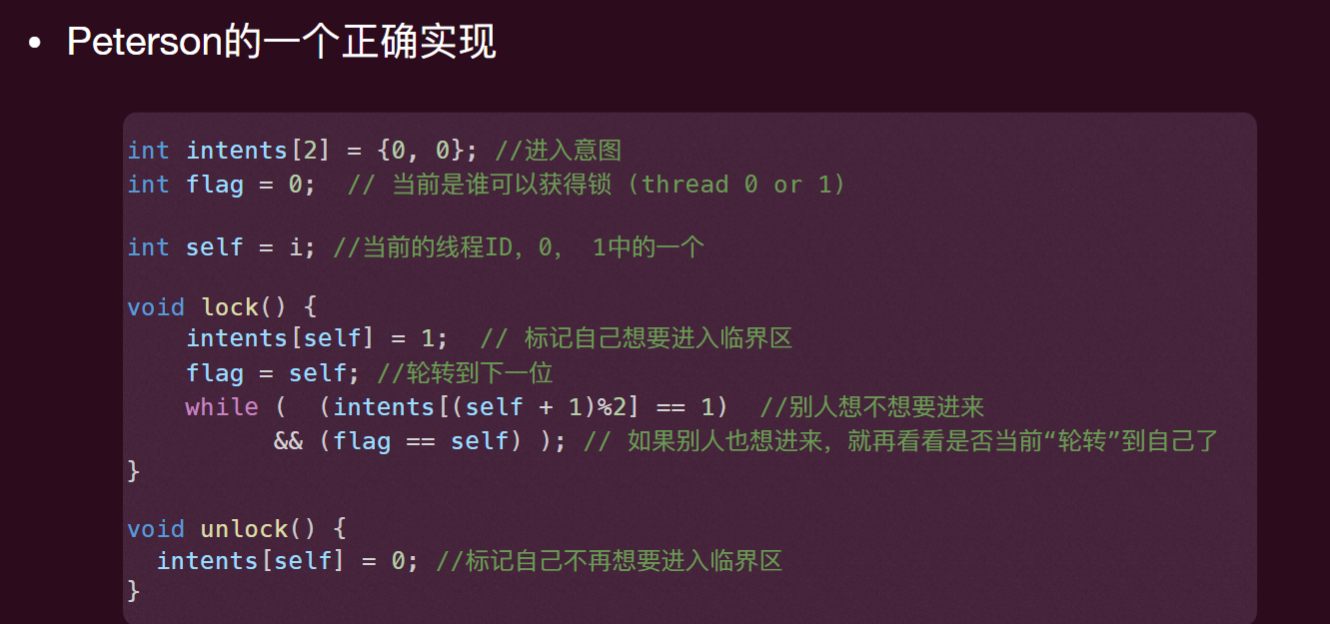 • Peterson的一个正确实现
int intents[2] = {0, 0}; //进入意图
int flag = 0;  // 当前是谁可以获得锁 (thread 0 or 1)
int self = i; //当前的线程ID，0， 1中的一个
void lock() {
    intents[self] = 1;  // 标记自己想要进入临界区
    flag = self; //轮转到下一位
    while (  (intents[(self + 1)%2] == 1)  //别人想不想要进来
          && (flag == self) ); // 如果别人也想进来，就再看看是否当前“轮转”到自己了
}
void unlock() {
  intents[self] = 0; //标记自己不再想要进入临界区
}